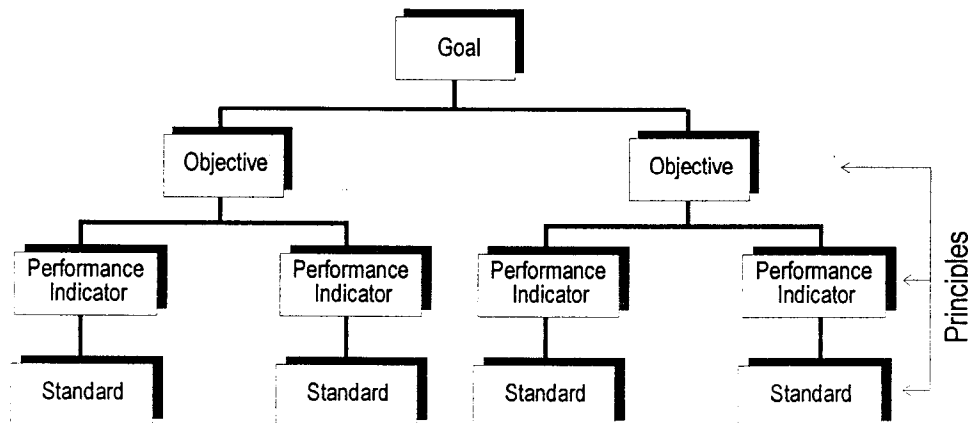 Goal
Objective
Objective
Performance
Indicator
Performance
Indicator
Performance
Indicator
Performance
Indicator
Principles
Standard
Standard
Standard
Standard